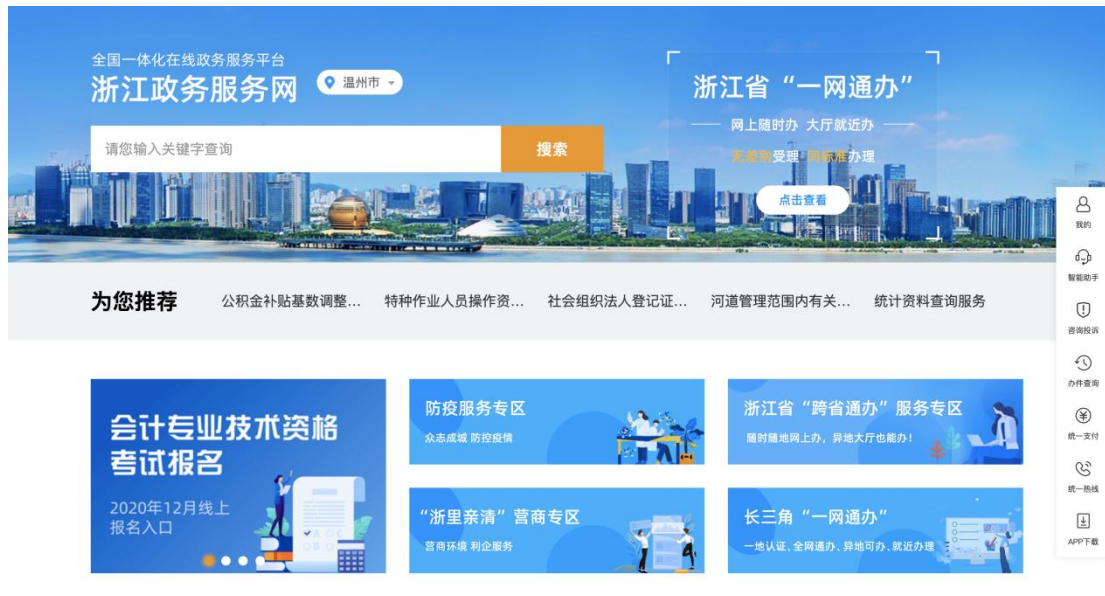 全国一体化在线政务服务平台
浙江政务服务网
温州市
请您输入关键字查询
搜索
浙江省“一网通办”
网上随时办 大厅就近办
无差别受理 同标准办理
点击查看
为您推荐
公积金补贴基数调整...
特种作业人员操作资...
社会组织法人登记证...
河道管理范围内有关...
统计资料查询服务
会计专业技术资格
考试报名
2020年12月线上
报名入口
防疫服务专区
众志成城 防控疫情
浙江省“跨省通办”服务专区
随时随地网上办，异地大厅也能办！
“浙里亲清”营商专区
营商环境 利企服务
长三角“一网通办”
一地认证、全网通办、异地可办、就近办理
我的
智能助手
咨询投诉
办件查询
统一支付
统一热线
APP下载